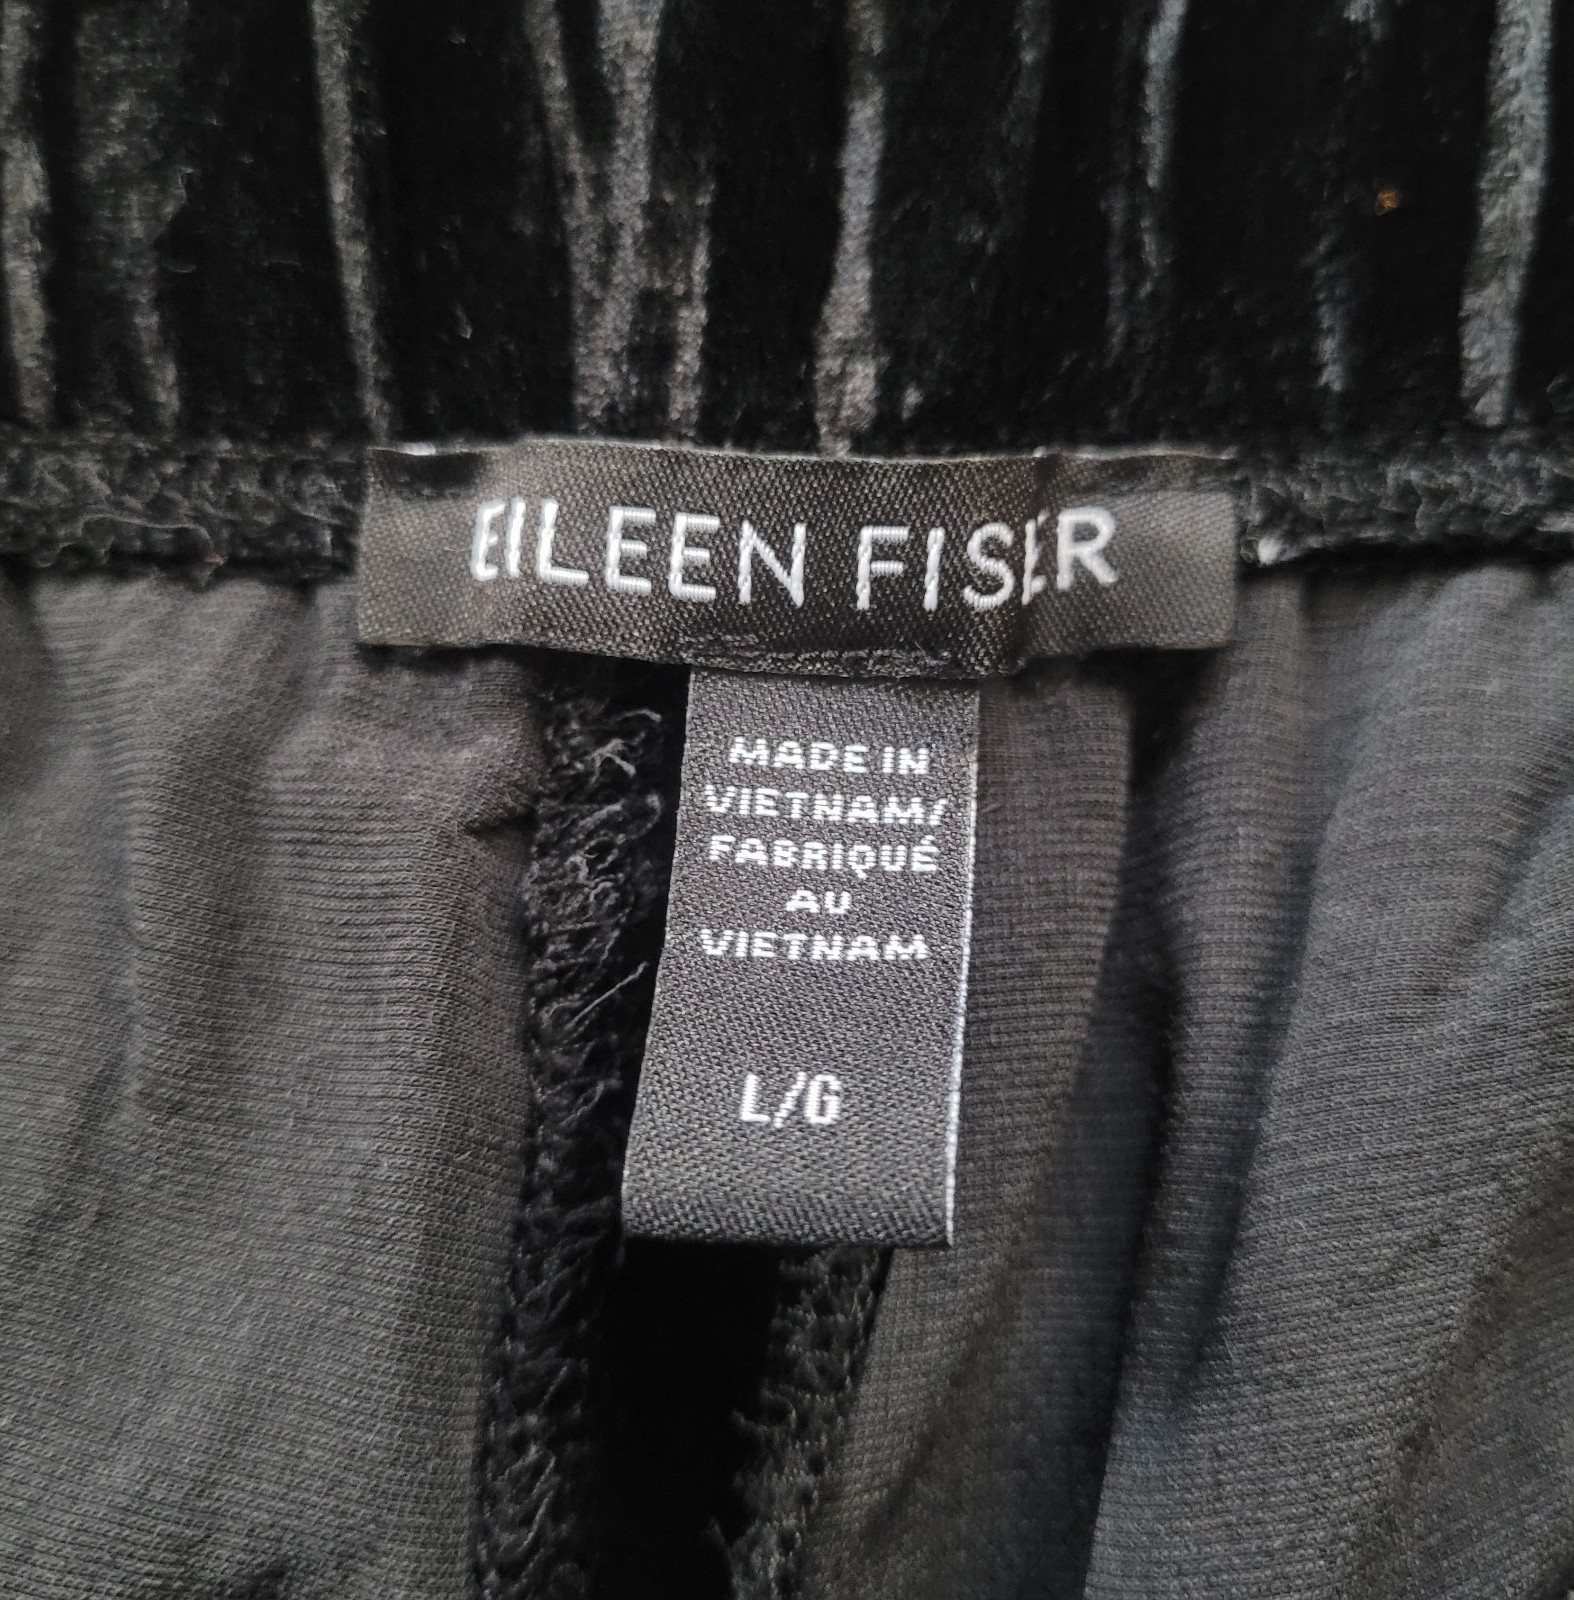 EILEEN FISER
MADE IN
VIETNAM/
FABRIQUÉ
AU
VIETNAM
L/G